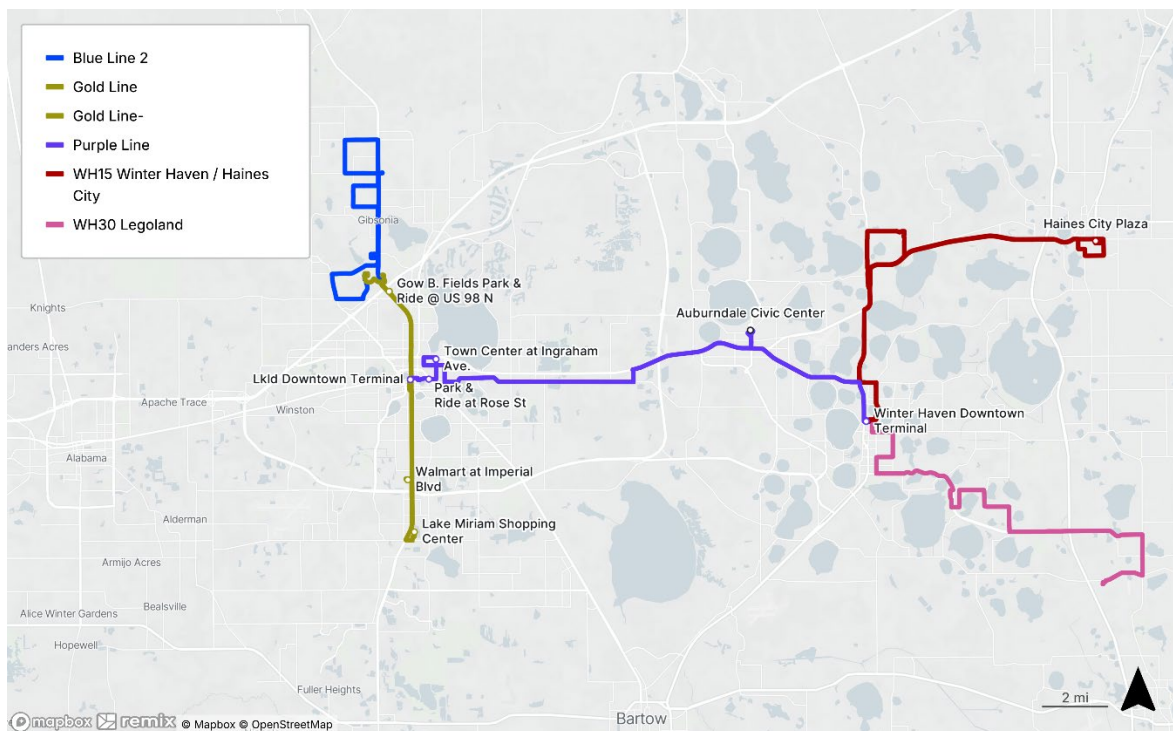 Blue Line 2
Gold Line
Gold Line-
Purple Line
WH15 Winter Haven / Haines
City
WH30 Legoland
Gibsonia
Haines City Plaza
Gow B. Fields Park &
Ride @ US 98 N
Knights
Auburndale Civic Center
anders Acres
Town Center at Ingraham
Ave.
Lkld Downtown Terminal
Park &
Ride at Rose St
Apache Trace
Winston
Winter Haven Downtown
Terminal
Alabama
Walmart at Imperial
Blvd
Alderman
Lake Miriam Shopping
Center
Armijo Acres
Bealsville
Alice Winter Gardens
Hopewell
Fuller Heights
2 mi
Bartow
mapbox remix © Mapbox © OpenStreetMap